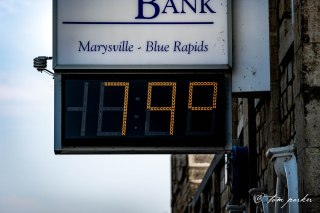 BANK
Marysville - Blue Rapids
79°
© tom parker